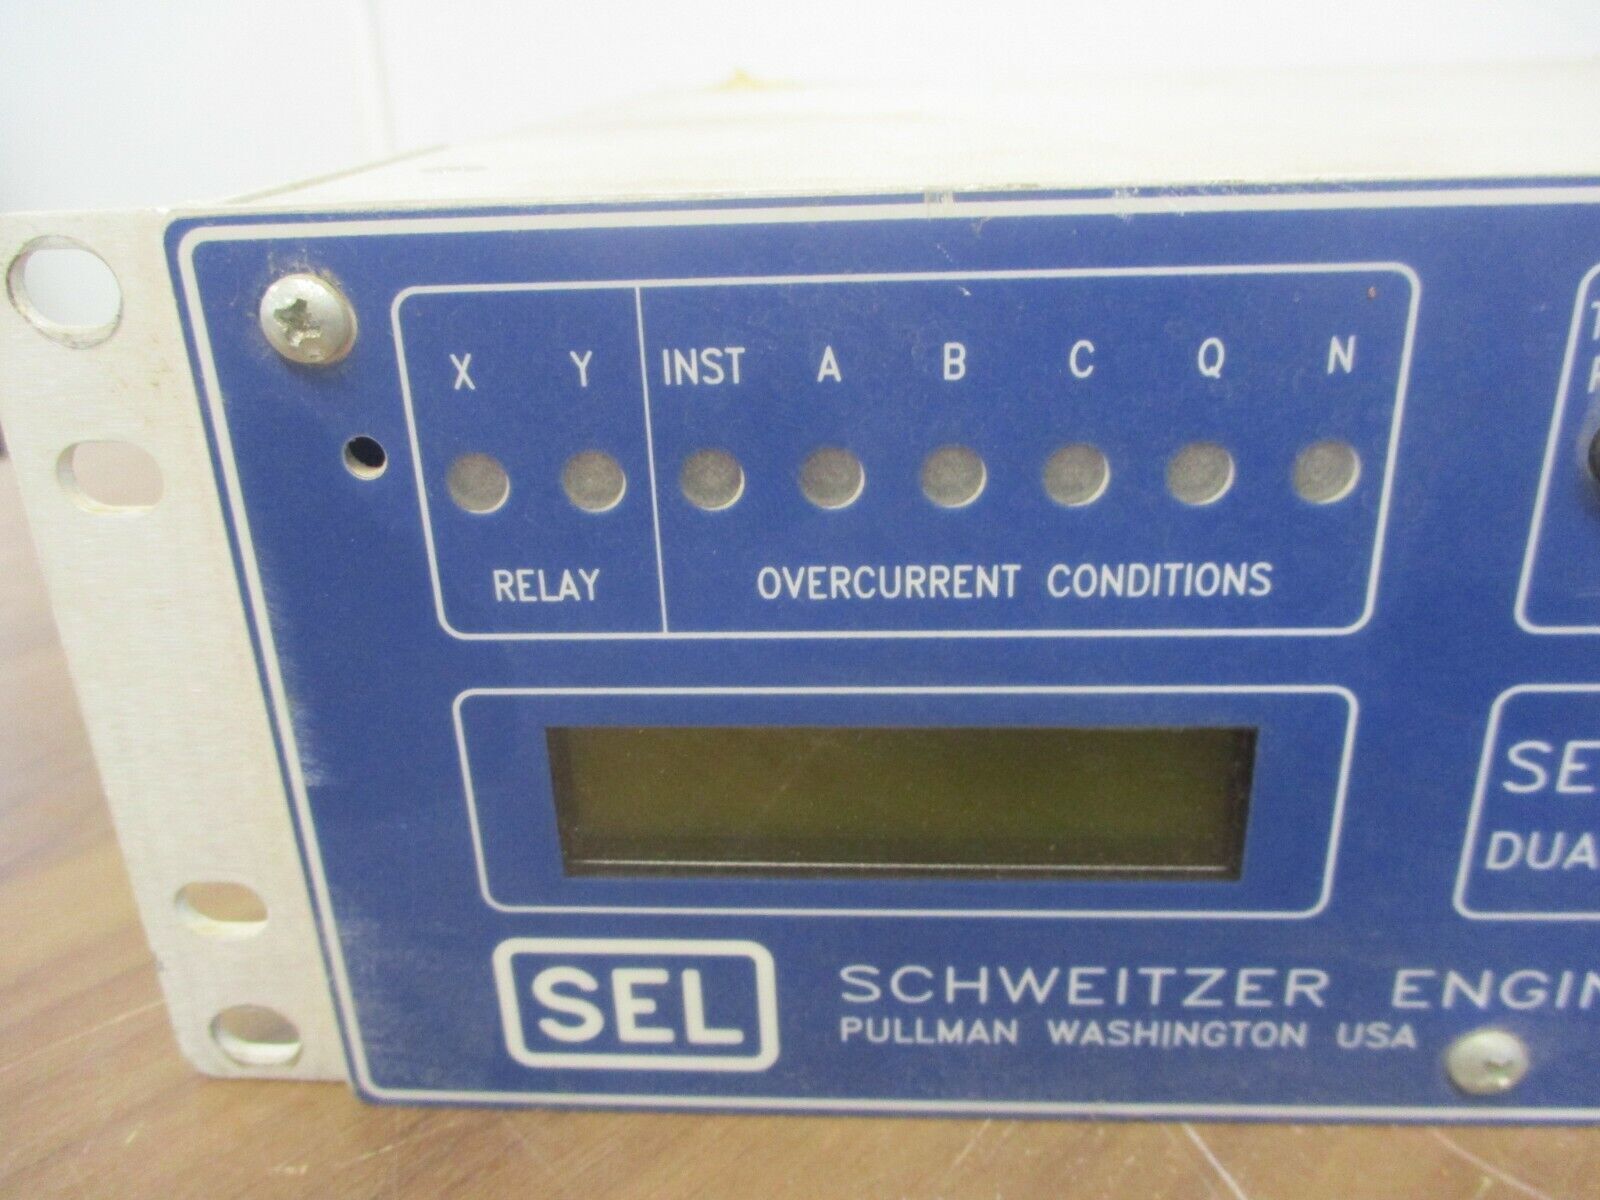 X Y INST A B C Q N
RELAY OVERCURRENT CONDITIONS
SEL SCHWEITZER
PULLMAN WASHINGTON USA